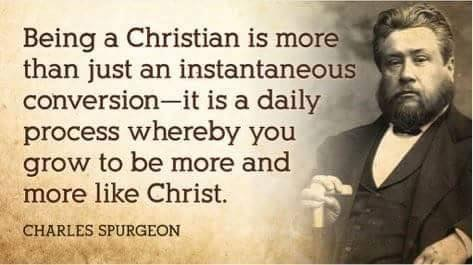 Being a Christian is more
than just an instantaneous
conversion—it is a daily
process whereby you
grow to be more and
more like Christ.
CHARLES SPURGEON